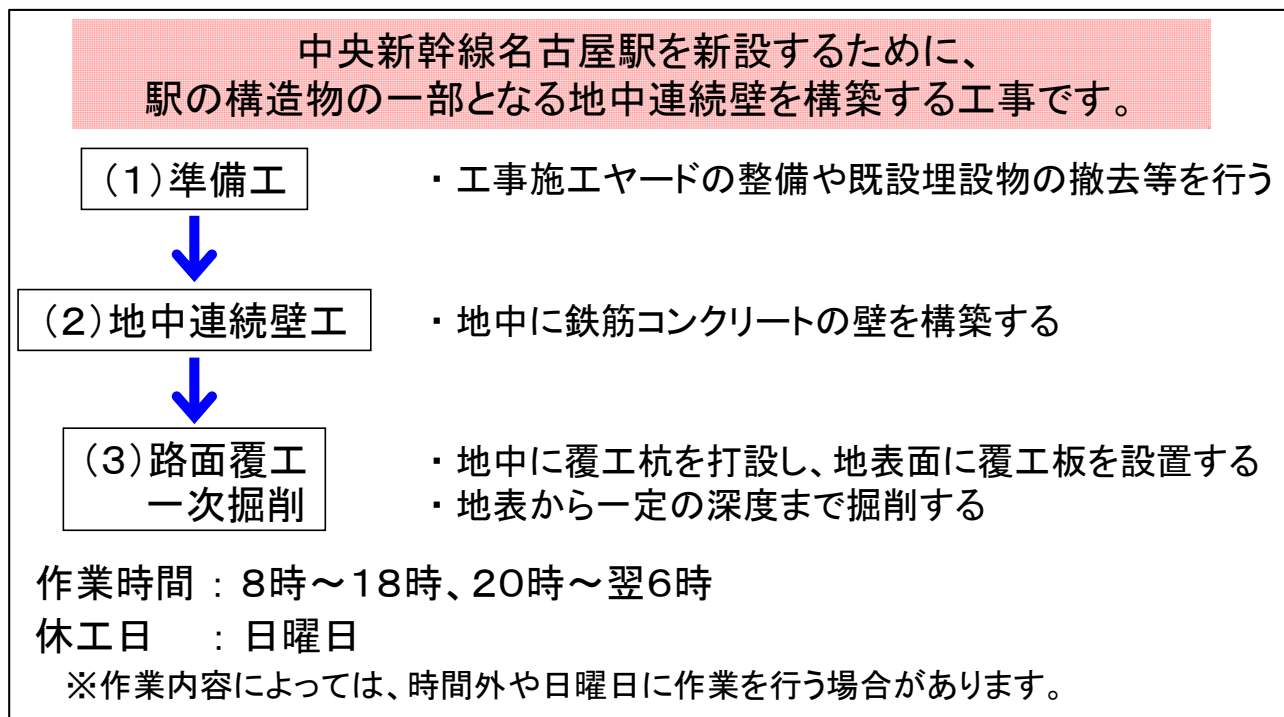 中央新幹線名古屋駅を新設するために、
駅の構造物の一部となる地中連続壁を構築する工事です。
（１）準備工
・工事施工ヤードの整備や既設埋設物の撤去等を行う
（２）地中連続壁工
・地中に鉄筋コンクリートの壁を構築する
（３）路面覆工
一次掘削
・地中に覆工杭を打設し、地表面に覆工板を設置する
・地表から一定の深度まで掘削する
作業時間 ： ８時～１８時、２０時～翌６時
休工日 ： 日曜日
※作業内容によっては、時間外や日曜日に作業を行う場合があります。